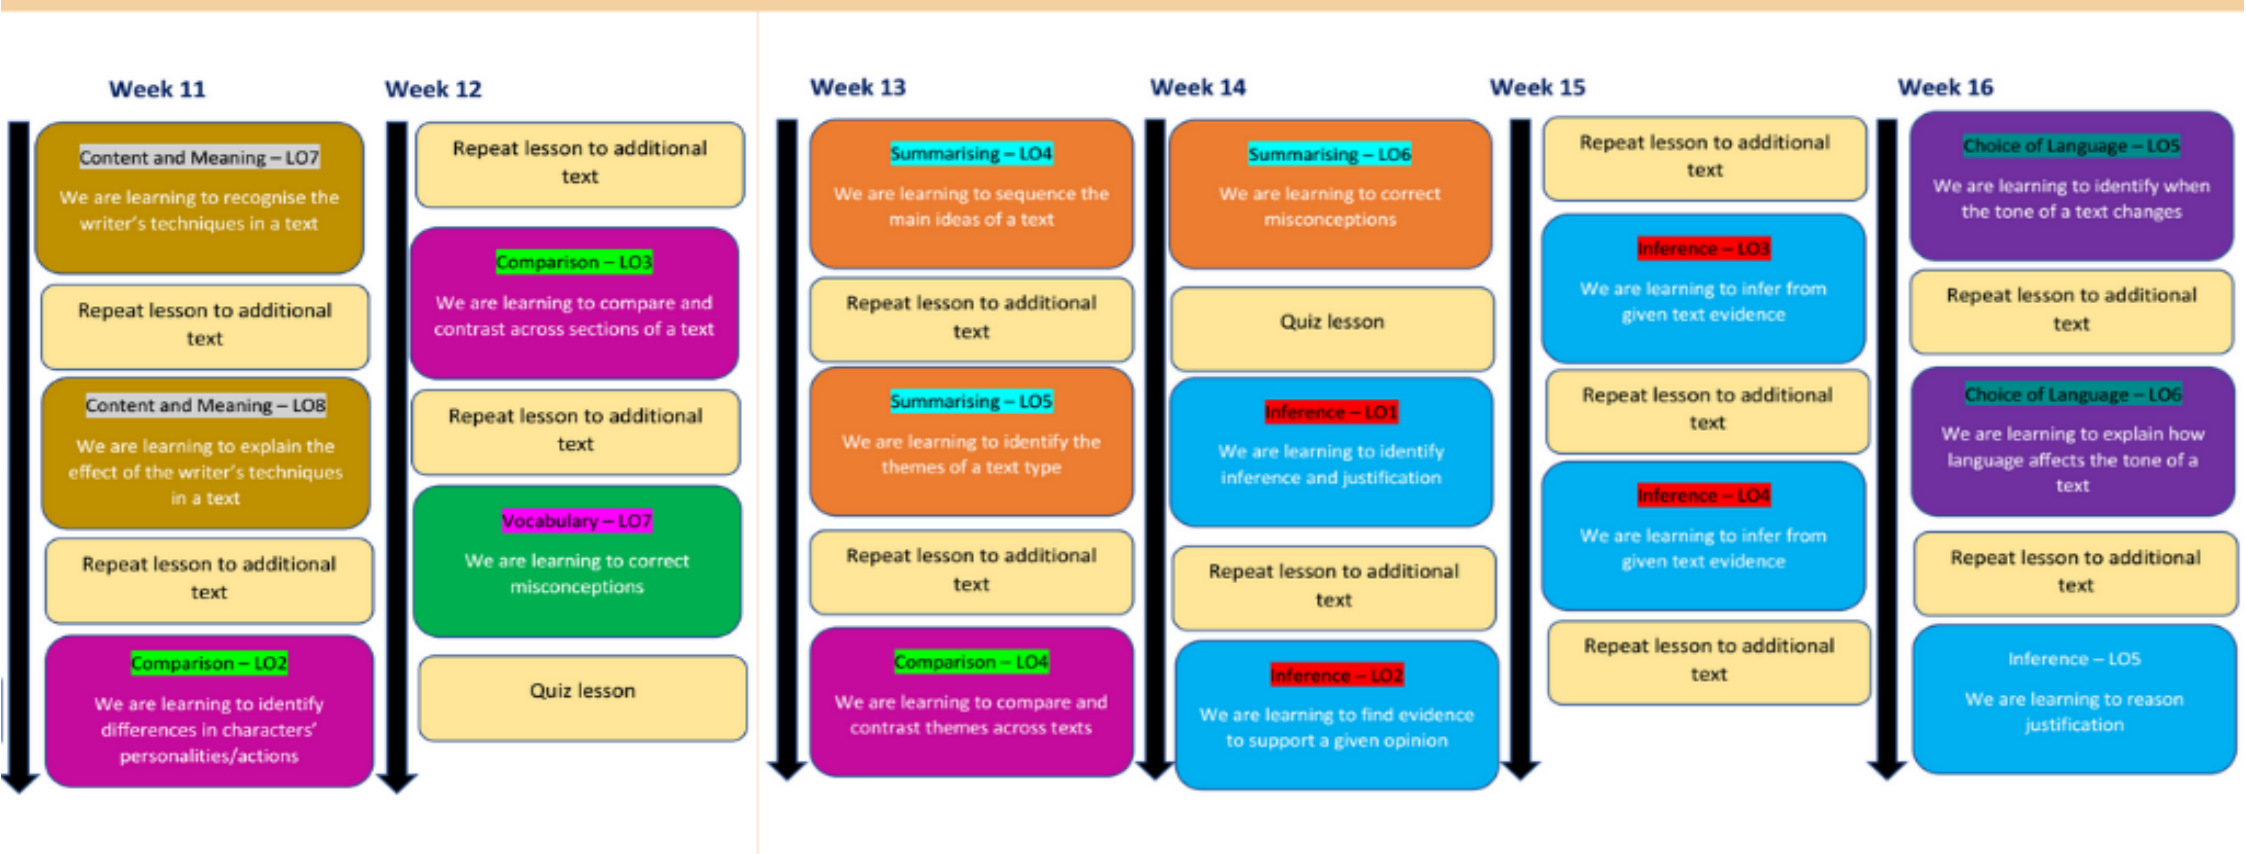 Week 11
Content and Meaning – LO7
We are learning to recognise the
writer's techniques in a text
Repeat lesson to additional
text
Content and Meaning – LO8
We are learning to explain the
effect of the writer's techniques
in a text
Repeat lesson to additional
text
Comparison – LO2
We are learning to identify
differences in characters'
personalities/actions
Week 12
Repeat lesson to additional
text
Comparison – LO3
We are learning to compare and
contrast across sections of a text
Repeat lesson to additional
text
Vocabulary – LO7
We are learning to correct
misconceptions
Quiz lesson
Week 13
Summarising – LO4
We are learning to sequence the
main ideas of a text
Repeat lesson to additional
text
Summarising – LO5
We are learning to identify the
themes of a text type
Repeat lesson to additional
text
Comparison – LO4
We are learning to compare and
contrast themes across texts
Week 14
Summarising – LO6
We are learning to correct
misconceptions
Quiz lesson
Inference – LO1
We are learning to identify
inference and justification
Repeat lesson to additional
text
Inference – LO2
We are learning to find evidence
to support a given opinion
Week 15
Repeat lesson to additional
text
Inference – LO3
We are learning to infer from
given text evidence
Repeat lesson to additional
text
Inference – LO4
We are learning to infer from
given text evidence
Repeat lesson to additional
text
Week 16
Choice of Language – LO5
We are learning to identify when
the tone of a text changes
Repeat lesson to additional
text
Choice of Language – LO6
We are learning to explain how
language affects the tone of a
text
Repeat lesson to additional
text
Inference – LO5
We are learning to reason
justification